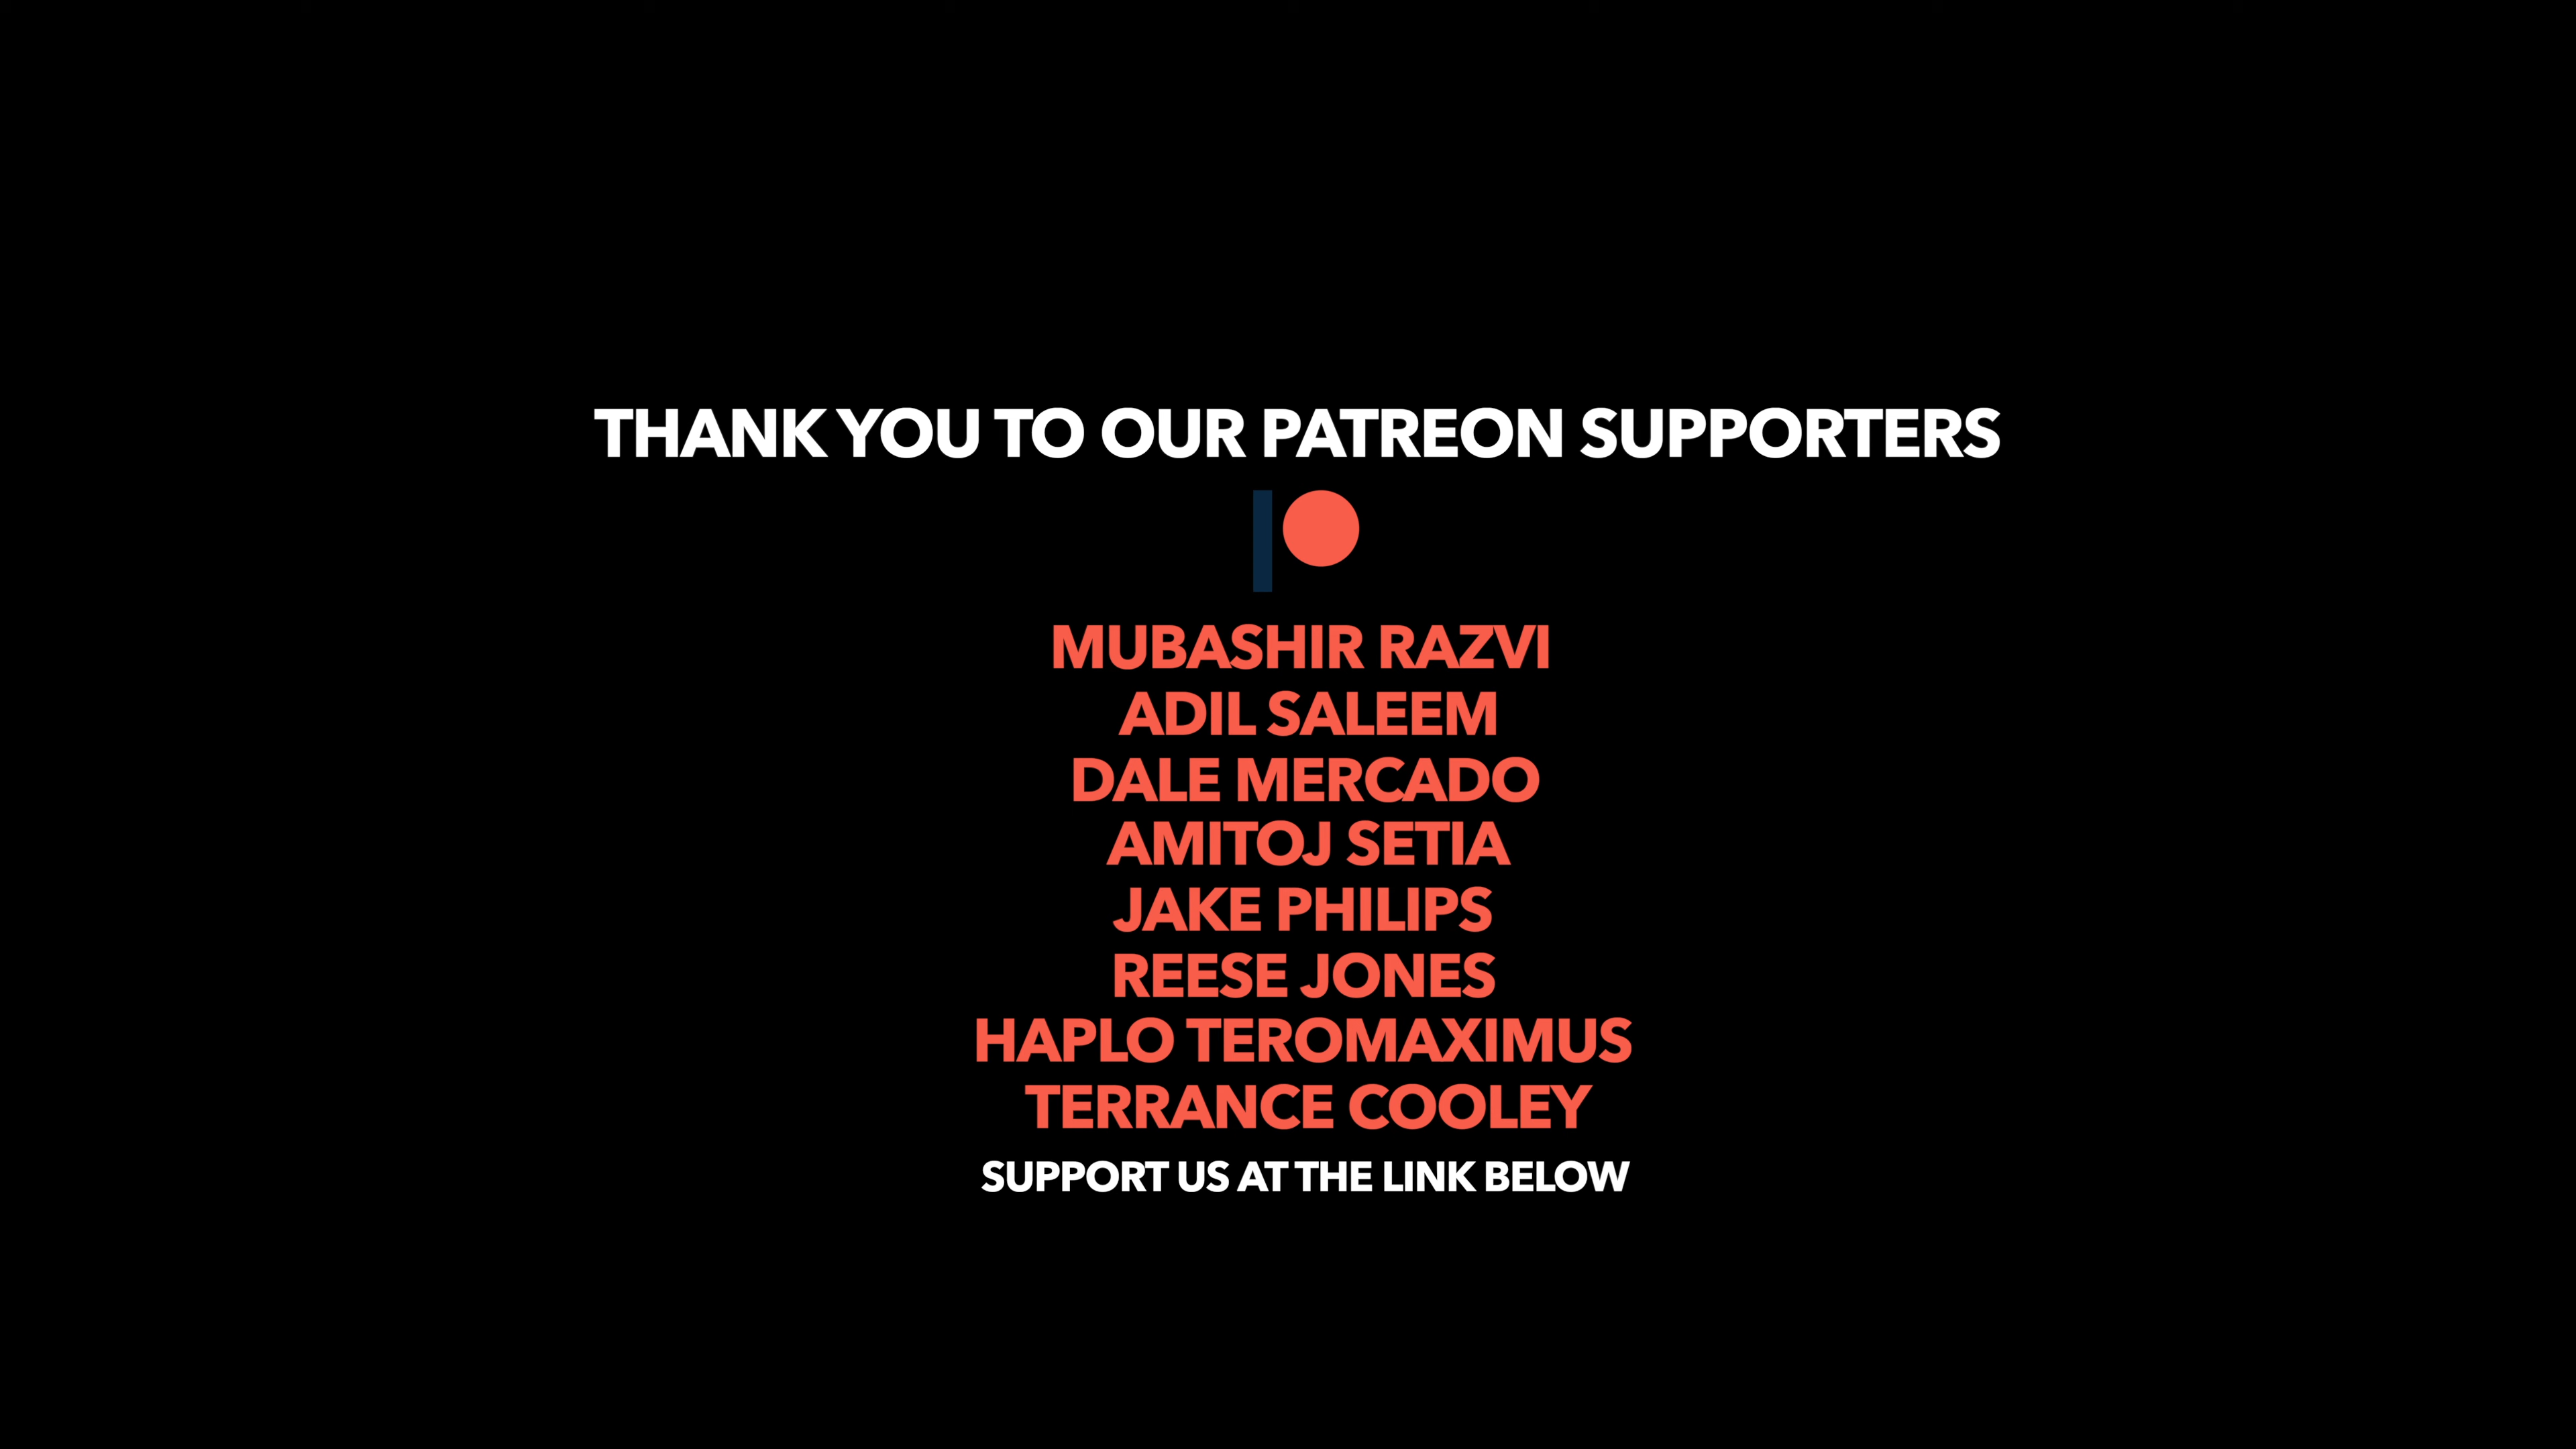 THANK YOU TO OUR PATREON SUPPORTERS
MUBASHIR RAZVI
ADIL SALEEM
DALE MERCADO
AMITOJ SETIA
JAKE PHILIPS
REESE JONES
HAPLO TEROMAXIMUS
TERRANCE COOLEY
SUPPORT US AT THE LINK BELOW